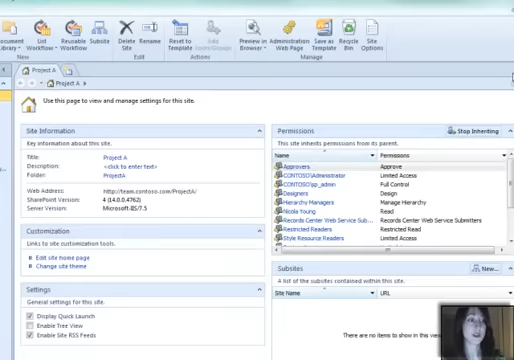 Document Library
List Workflow
Reusable Workflow
Subsite
Delete Site
Rename
Reset to Template
Add Users/Groups
Preview in Browser
Administration Web Page
Save as Template
Recycle Bin
Site Options
New
Edit
Actions
Manage
Project A
Project A
Use this page to view and manage settings for this site.
Site Information
Key information about this site.
Title: Project A
Description: <click to enter text>
Folder: ProjectA
Web Address: http://team.contoso.com/ProjectA/
SharePoint Version: 4 (14.0.0.4762)
Server Version: Microsoft-IIS/7.5
Customization
Links to site customization tools.
Edit site home page
Change site theme
Settings
General settings for this site.
Display Quick Launch
Enable Tree View
Enable Site RSS Feeds
Permissions
Stop Inheriting
This site inherits permissions from its parent.
Name Permissions
Approvers Approve
CONTOSO\Administrator Limited Access
CONTOSO\sp_admin Full Control
Designers Design
Hierarchy Managers Manage Hierarchy
Nicola Young Read
Records Center Web Service Sub... Records Center Web Service Submitters
Restricted Readers Restricted Read
Style Resource Readers Limited Access
Subsites
New...
A list of the subsites contained within this site.
Site Name URL
There are no items to show in this view